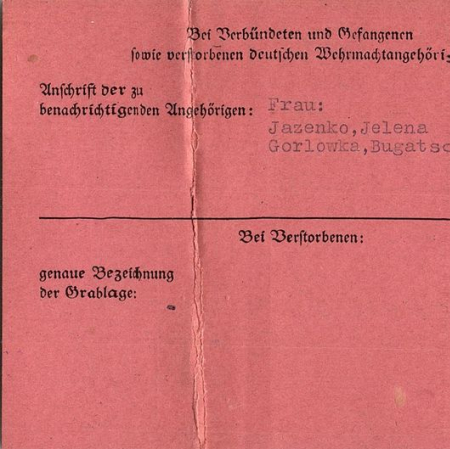 Bei Verbündeten und Gefangenen
sowie verstorbenen deutschen Wehrmachtangehöri
Anschrift der zu
benachrichtigenden Angehörigen:
Frau:
Jazenko,Jelena
Gorlowka,Bugatsc
Bei Verstorbenen:
genaue Bezeichnung
der Grablage: